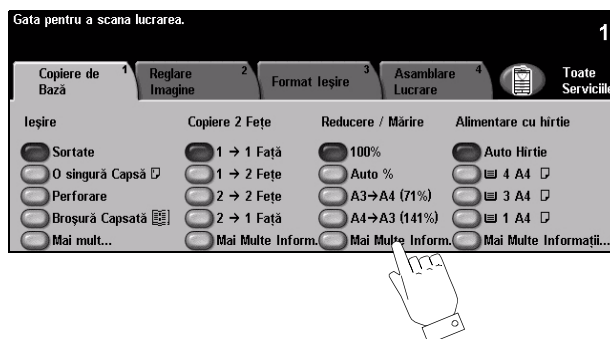 Gata pentru a scana lucrarea.
1
Copiere de Bază 1
Reglare Imagine 2
Format Ieşire 3
Asamblare Lucrare 4
Toate Serviciile
Ieşire
Copiere 2 Feţe
Reducere / Mărire
Alimentare cu hîrtie
Sortate
1 → 1 Faţă
100%
Auto Hîrtie
O singură Capsă
1 → 2 Feţe
Auto %
4 A4
Perforare
2 → 2 Feţe
A3→A4 (71%)
3 A4
Broşură Capsată
2 → 1 Faţă
A4→A3 (141%)
1 A4
Mai mult...
Mai Multe Inform.
Mai Multe Inform.
Mai Multe Informaţii...